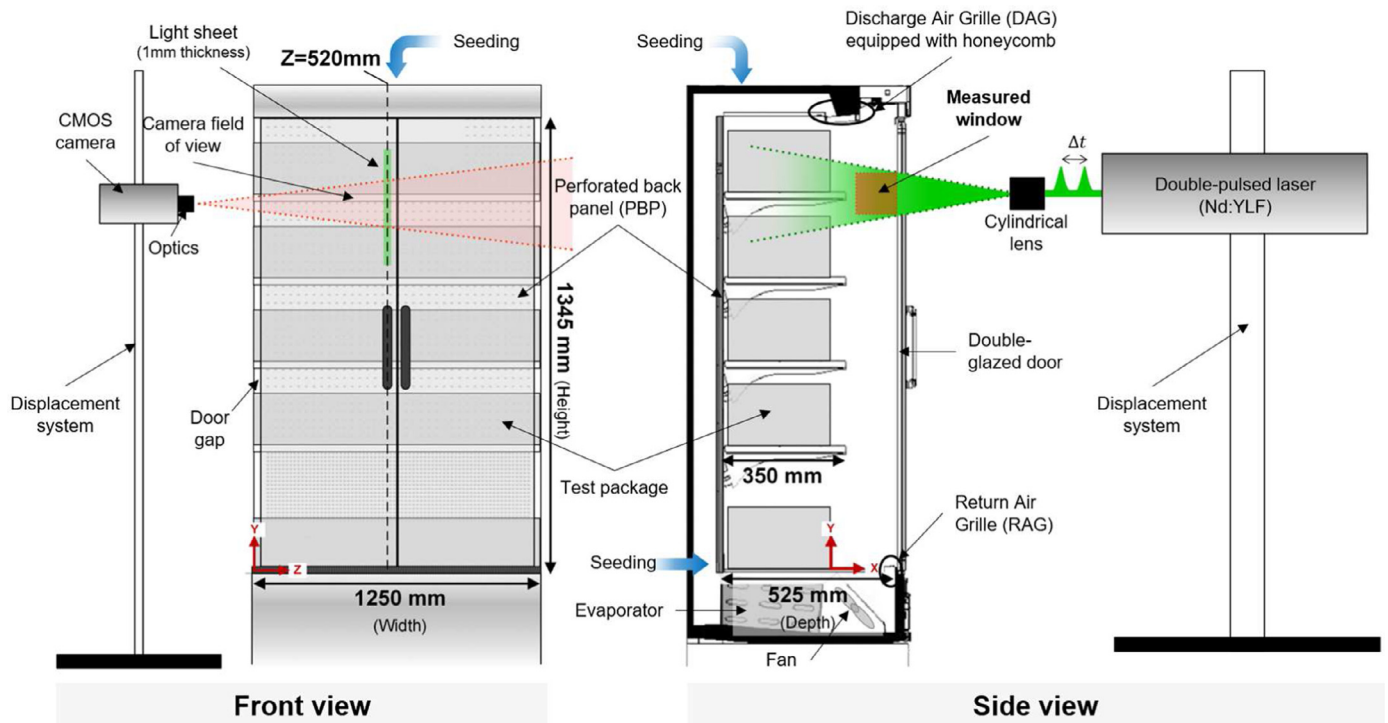 Light sheet
(1mm thickness)
Z=520mm
Seeding
CMOS
camera
Camera field
of view
Optics
Perforated back
panel (PBP)
1345 mm (Height)
Displacement
system
Door
gap
Test package
Y
Z
1250 mm
(Width)
Front view
Seeding
Discharge Air Grille (DAG)
equipped with honeycomb
Measured
window
Δt
Double-pulsed laser
(Nd:YLF)
Cylindrical
lens
Double-
glazed door
Displacement
system
350 mm
Return Air
Grille (RAG)
Seeding
Y
X
525 mm
(Depth)
Evaporator
Fan
Side view